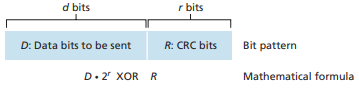 d bits r bits
D: Data bits to be sent R: CRC bits Bit pattern
D • 2ʳ XOR R Mathematical formula